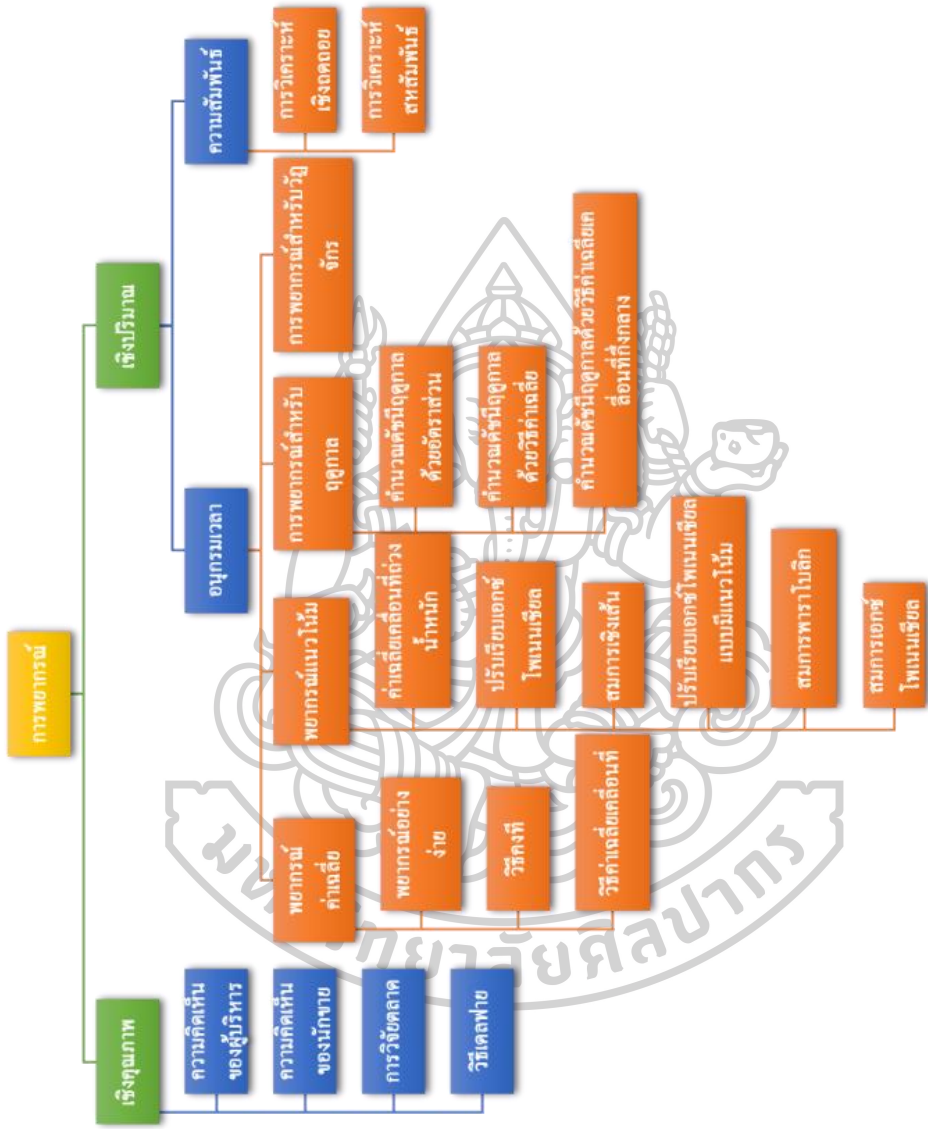 การพยากรณ์
เชิงคุณภาพ
ความคิดเห็น
ของผู้บริหาร
ความคิดเห็น
ของนักขาย
การวิจัยตลาด
วิธีเดลฟาย
เชิงปริมาณ
อนุกรมเวลา
พยากรณ์
ค่าเฉลี่ย
พยากรณ์อย่าง
ง่าย
วิธีคงที่
วิธีค่าเฉลี่ยเคลื่อนที่
พยากรณ์แนวโน้ม
ค่าเฉลี่ยเคลื่อนที่ถ่วง
น้ำหนัก
ปรับเรียบเอกซ์
โพเนนเชียล
สมการเชิงเส้น
ปรับเรียบเอกซ์โพเนนเชียล
แบบมีแนวโน้ม
สมการพาราโบลิก
สมการเอกซ์
โพเนนเชียล
การพยากรณ์สำหรับ
ฤดูกาล
คำนวณดัชนีฤดูกาล
ด้วยอัตราส่วน
คำนวณดัชนีฤดูกาล
ด้วยวิธีค่าเฉลี่ย
คำนวณดัชนีฤดูกาลด้วยวิธีค่าเฉลี่ยเค
ลื่อนที่กึ่งกลาง
การพยากรณ์สำหรับวัฏ
จักร
ความสัมพันธ์
การวิเคราะห์
เชิงถดถอย
การวิเคราะห์
สหสัมพันธ์
มหาวิทยาลัยศิลปากร